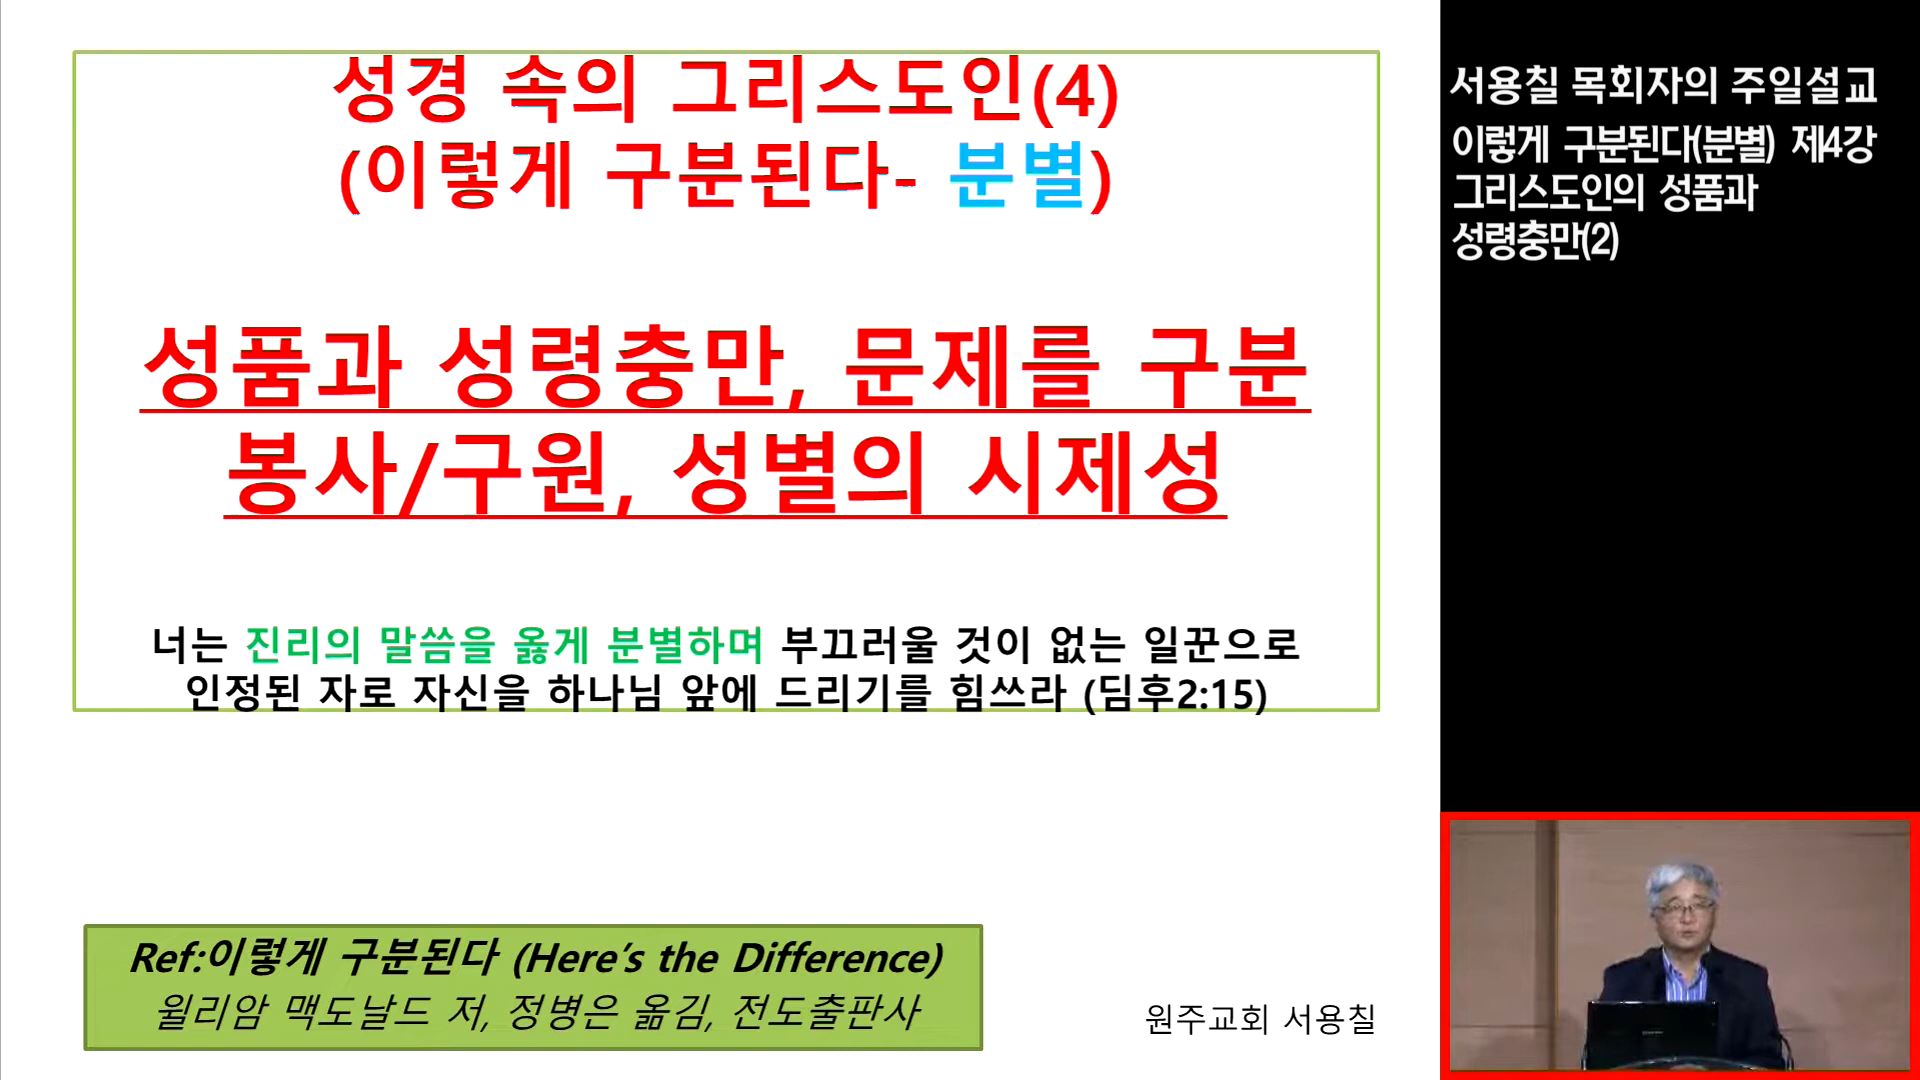 성경 속의 그리스도인(4)
(이렇게 구분된다- 분별)
성품과 성령충만, 문제를 구분
봉사/구원, 성별의 시제성
너는 진리의 말씀을 옳게 분별하며 부끄러울 것이 없는 일꾼으로
인정된 자로 자신을 하나님 앞에 드리기를 힘쓰라 (딤후2:15)
Ref:이렇게 구분된다 (Here's the Difference)
윌리암 맥도날드 저, 정병은 옮김, 전도출판사
원주교회 서용칠
서용칠 목회자의 주일설교
이렇게 구분된다(분별) 제4강
그리스도인의 성품과
성령충만(2)